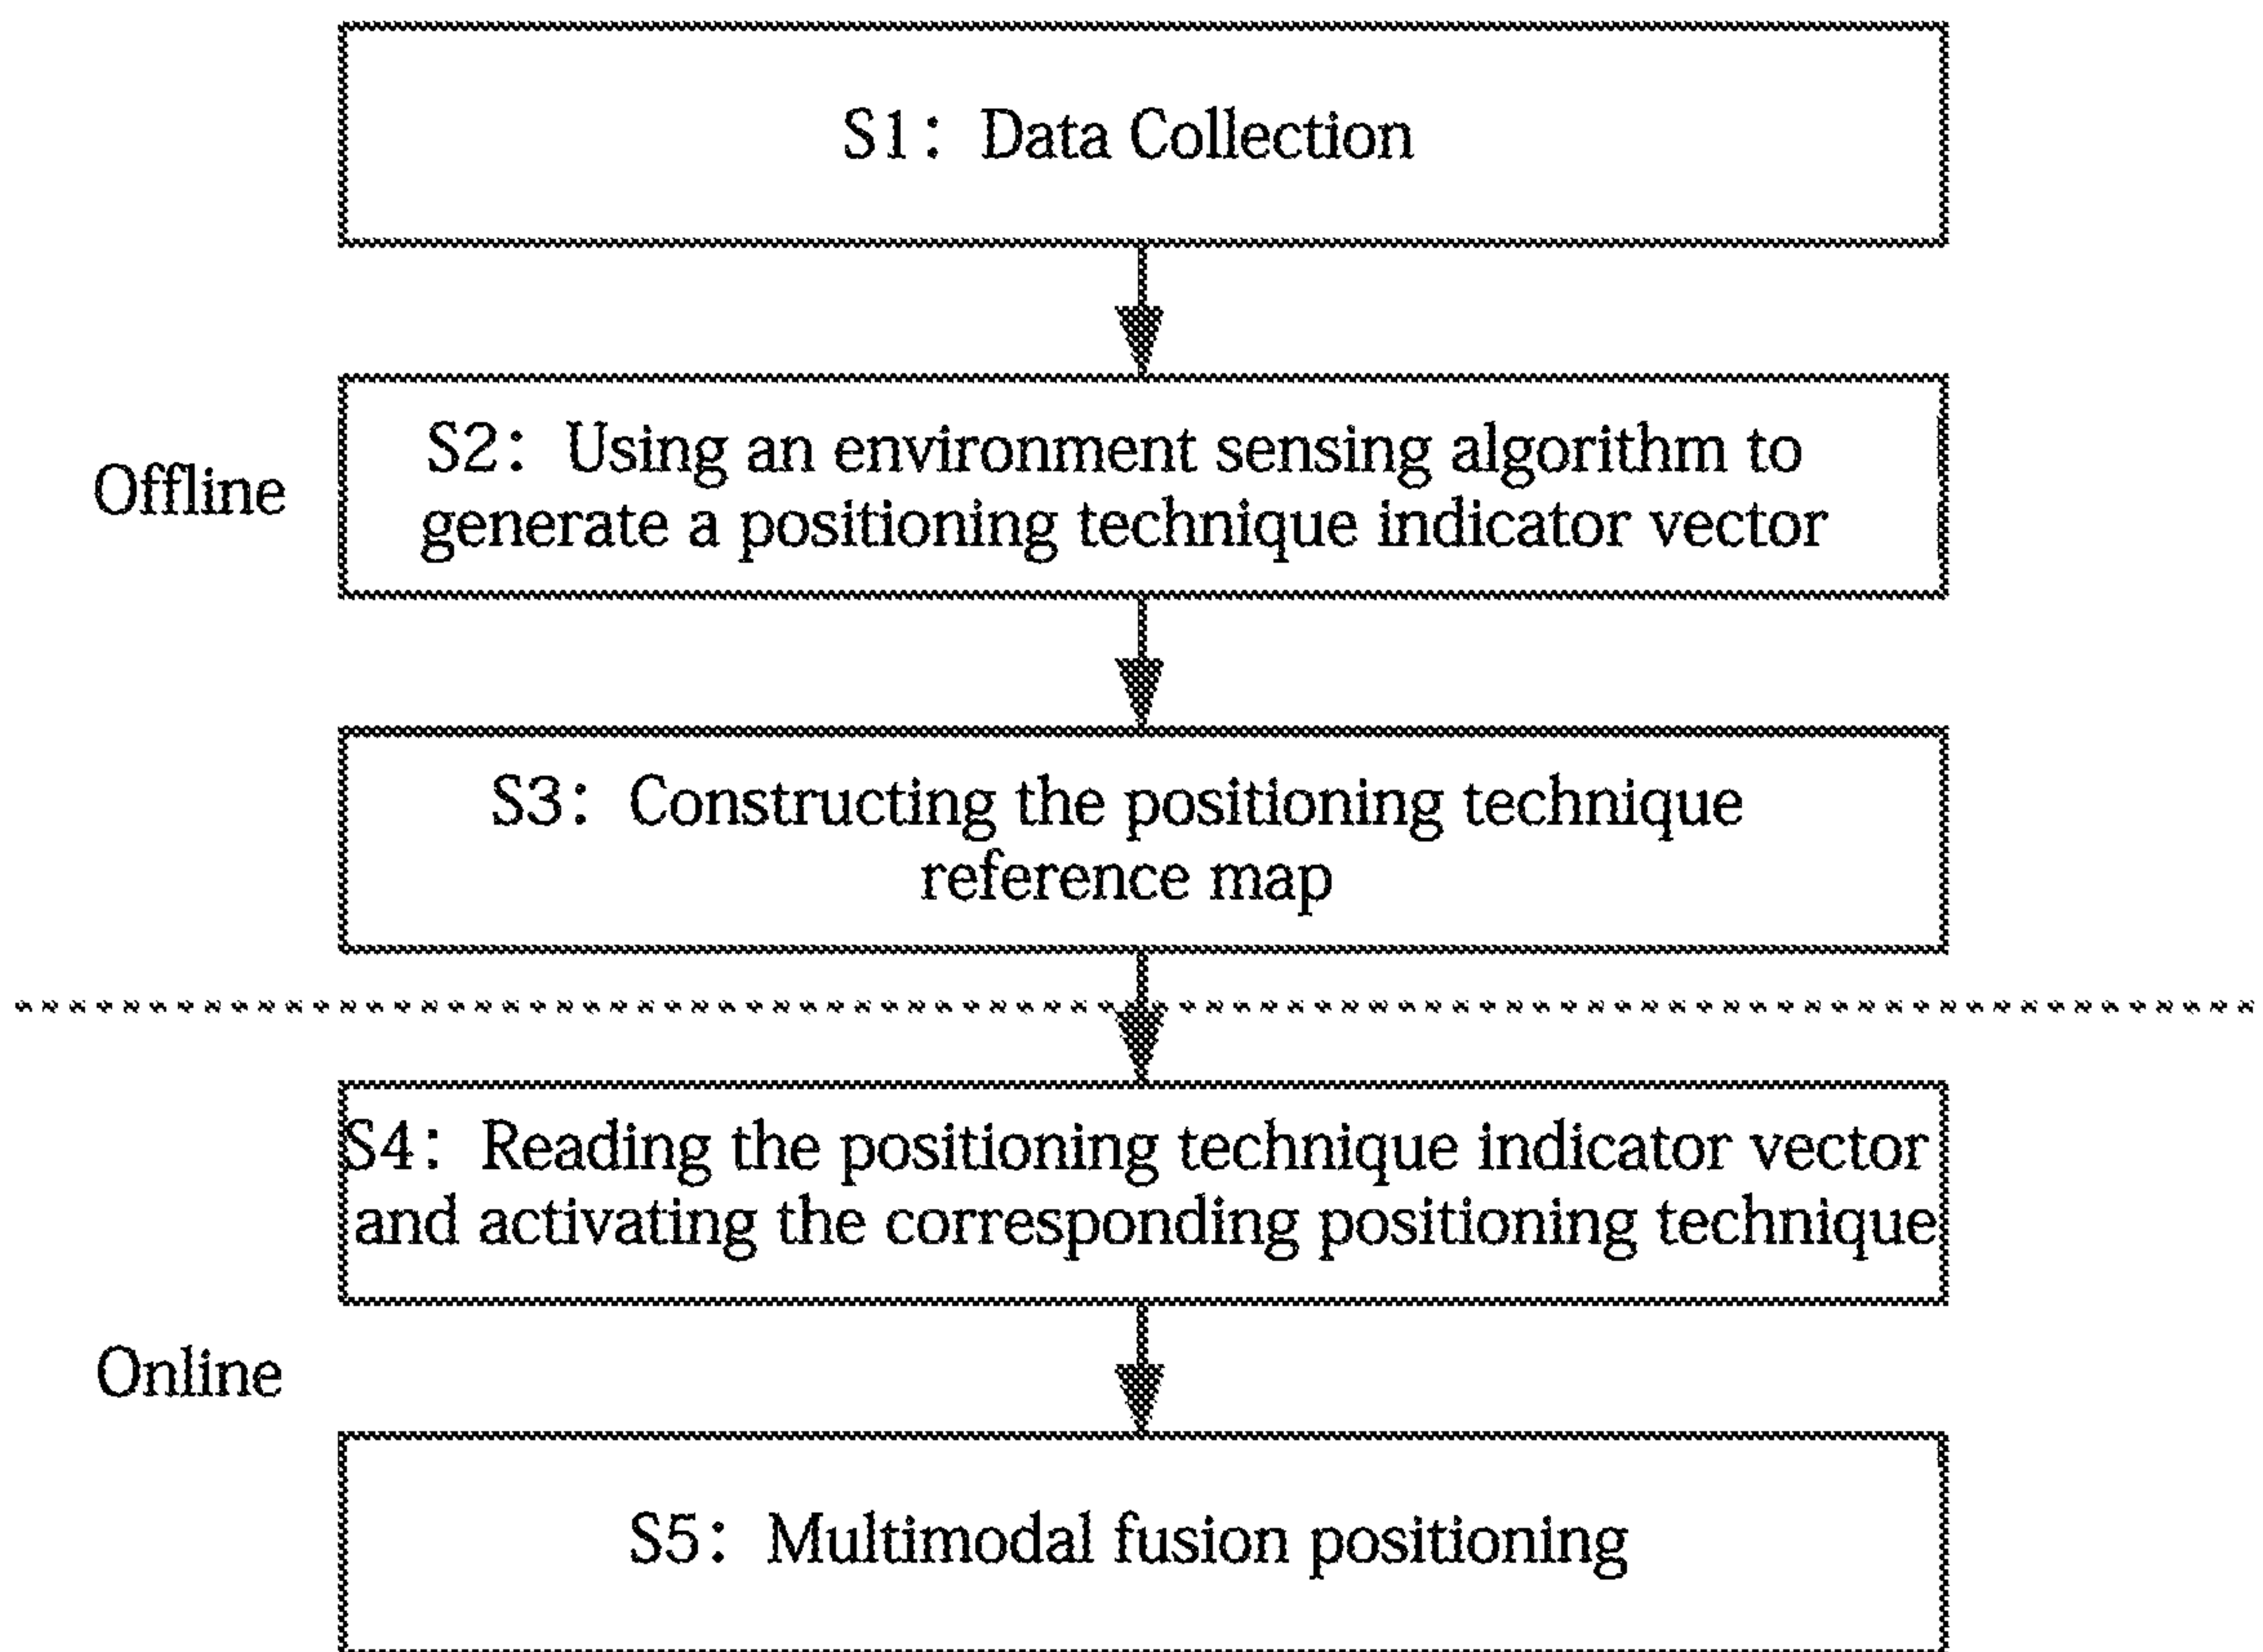 S1: Data Collection
Offline
S2: Using an environment sensing algorithm to
generate a positioning technique indicator vector
S3: Constructing the positioning technique
reference map
S4: Reading the positioning technique indicator vector
and activating the corresponding positioning technique
Online
S5: Multimodal fusion positioning